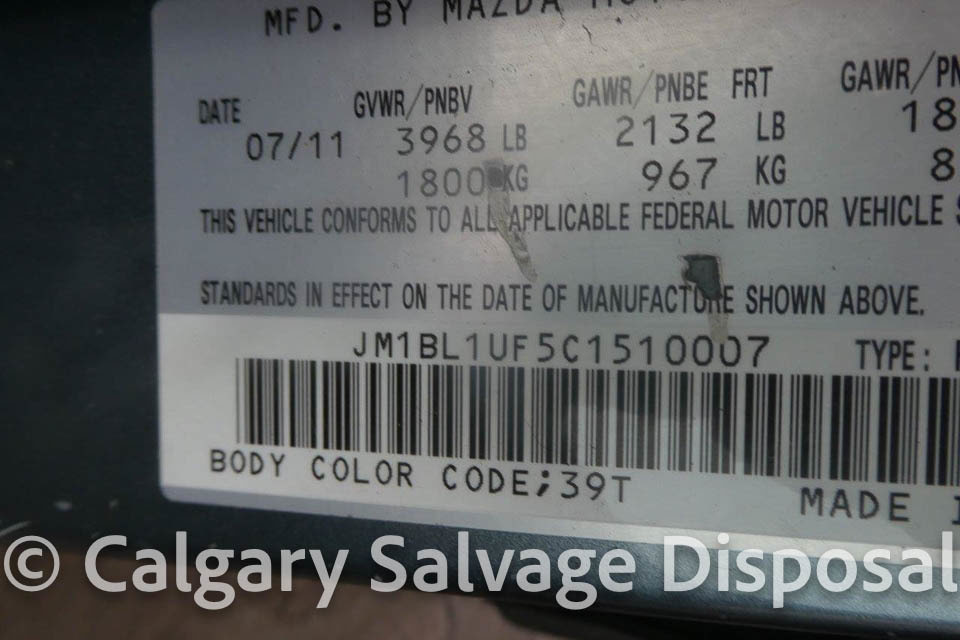 MFD. BY MAZDA
DATE GVWR/PNBV GAWR/PNBE FRT GAWR/PN
07/11 3968 LB 2132 LB 18
1800 KG 967 KG 8
THIS VEHICLE CONFORMS TO ALL APPLICABLE FEDERAL MOTOR VEHICLE S
STANDARDS IN EFFECT ON THE DATE OF MANUFACTURE SHOWN ABOVE.
JM1BL1UF5C1510007 TYPE:
BODY COLOR CODE;39T MADE
© Calgary Salvage Disposal